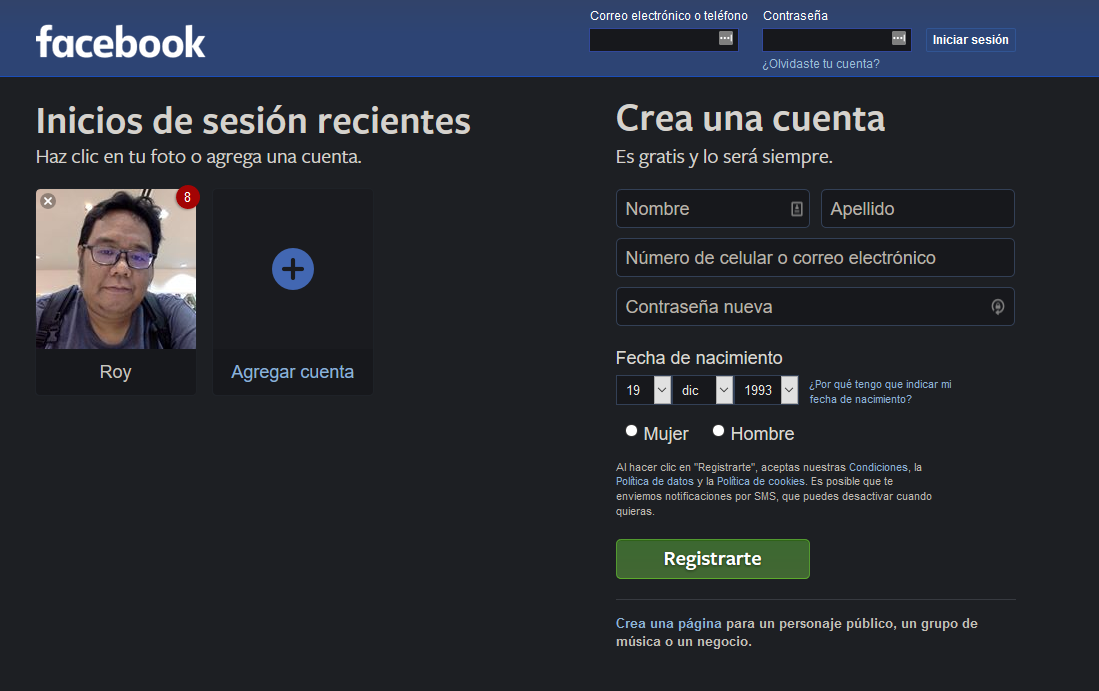 facebook
Correo electrónico o teléfono
Contraseña
Iniciar sesión
¿Olvidaste tu cuenta?
Inicios de sesión recientes
Haz clic en tu foto o agrega una cuenta.
8
Roy
Agregar cuenta
Crea una cuenta
Es gratis y lo será siempre.
Nombre
Apellido
Número de celular o correo electrónico
Contraseña nueva
Fecha de nacimiento
19 dic 1993
¿Por qué tengo que indicar mi
fecha de nacimiento?
Mujer Hombre
Al hacer clic en "Registrarte", aceptas nuestras Condiciones, la
Política de datos y la Política de cookies. Es posible que te
enviemos notificaciones por SMS, que puedes desactivar cuando
quieras.
Registrarte
Crea una página para un personaje público, un grupo de
música o un negocio.